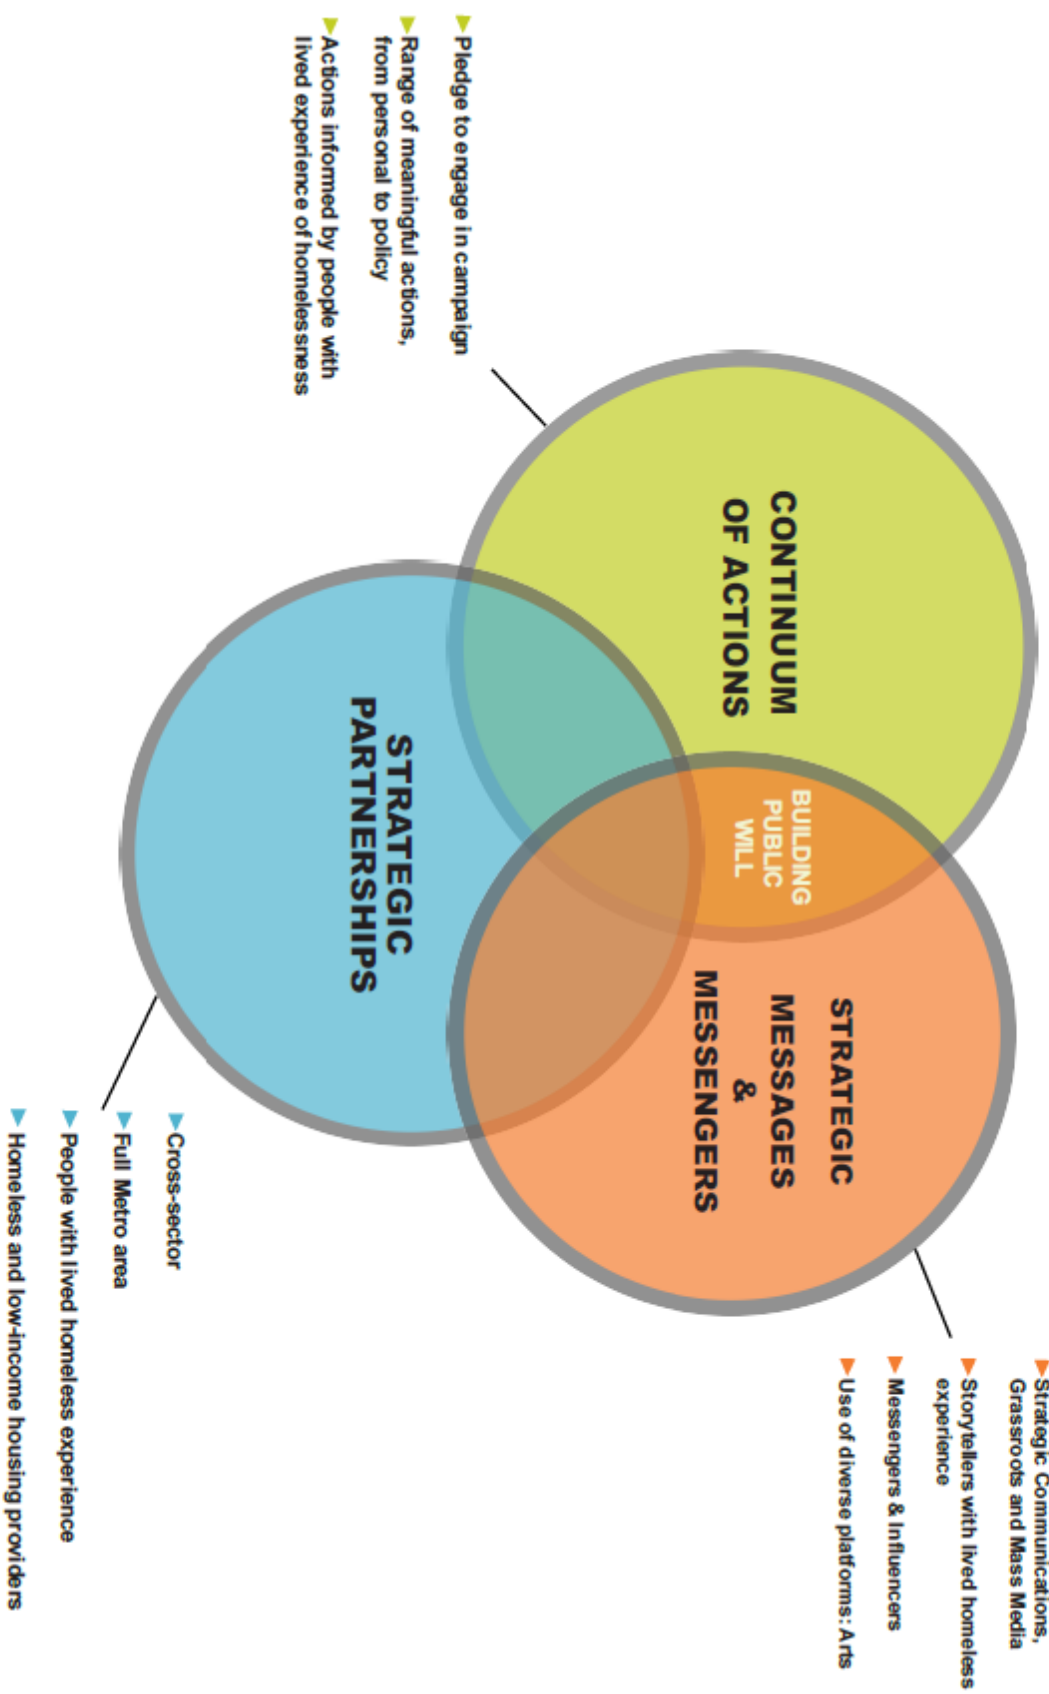 Strategic Communications,
Grassroots and Mass Media
Storytellers with lived homeless
experience
Messengers & Influencers
Use of diverse platforms: Arts
CONTINUUM
OF ACTIONS
BUILDING
PUBLIC
WILL
STRATEGIC
MESSAGES
&
MESSENGERS
Pledge to engage in campaign
Range of meaningful actions,
from personal to policy
Actions informed by people with
lived experience of homelessness
STRATEGIC
PARTNERSHIPS
Cross-sector
Full Metro area
People with lived homeless experience
Homeless and low-income housing providers